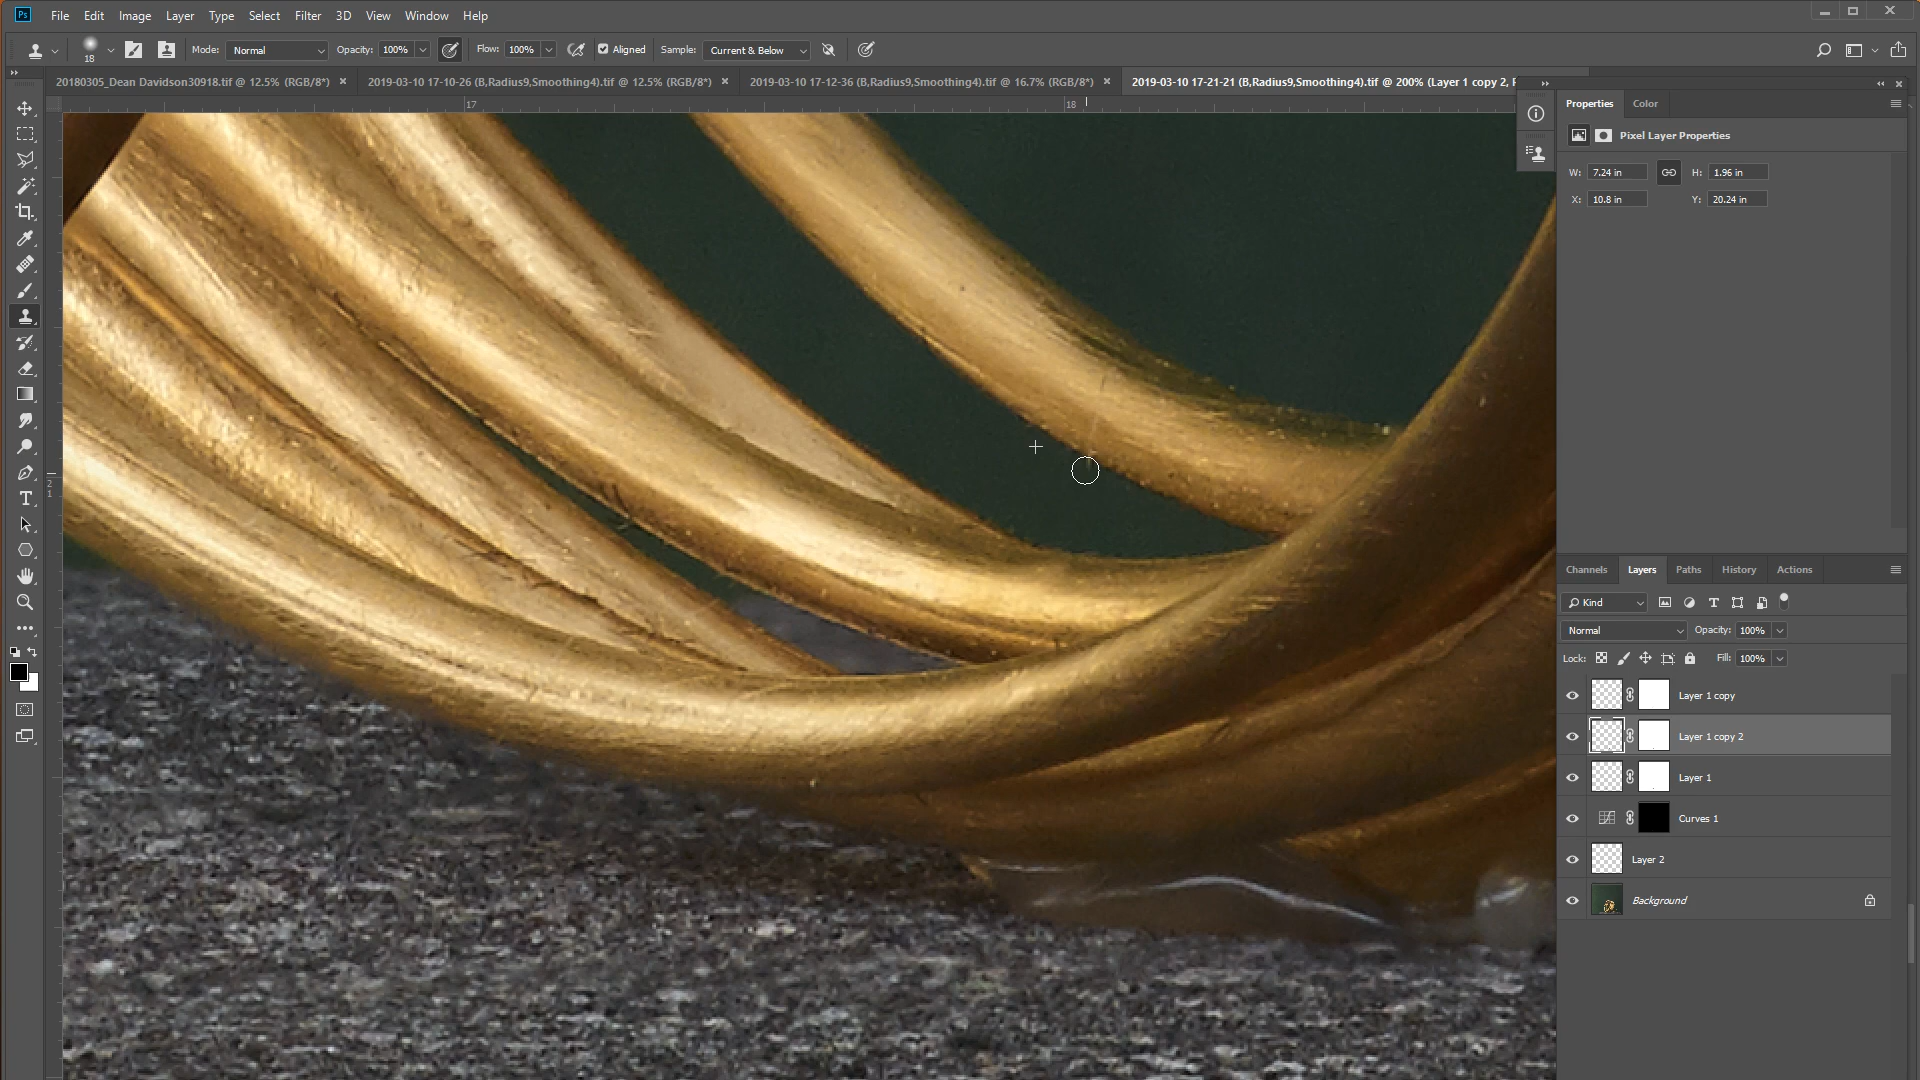 Ps File Edit Image Layer Type Select Filter 3D View Window Help
18 Mode: Normal Opacity: 100% Flow: 100% Aligned Sample: Current & Below
20180305_Dean Davidson30918.tif @ 12.5% (RGB/8*) 2019-03-10 17-10-26 (B,Radius9,Smoothing4).tif @ 12.5% (RGB/8*) 2019-03-10 17-12-36 (B,Radius9,Smoothing4).tif @ 16.7% (RGB/8*) 2019-03-10 17-21-21 (B,Radius9,Smoothing4).tif @ 200% (Layer 1 copy 2,
17 18
2
1
Properties Color
Pixel Layer Properties
W: 7.24 in H: 1.96 in
X: 10.8 in Y: 20.24 in
Channels Layers Paths History Actions
Kind
Normal Opacity: 100%
Lock: Fill: 100%
Layer 1 copy
Layer 1 copy 2
Layer 1
Curves 1
Layer 2
Background